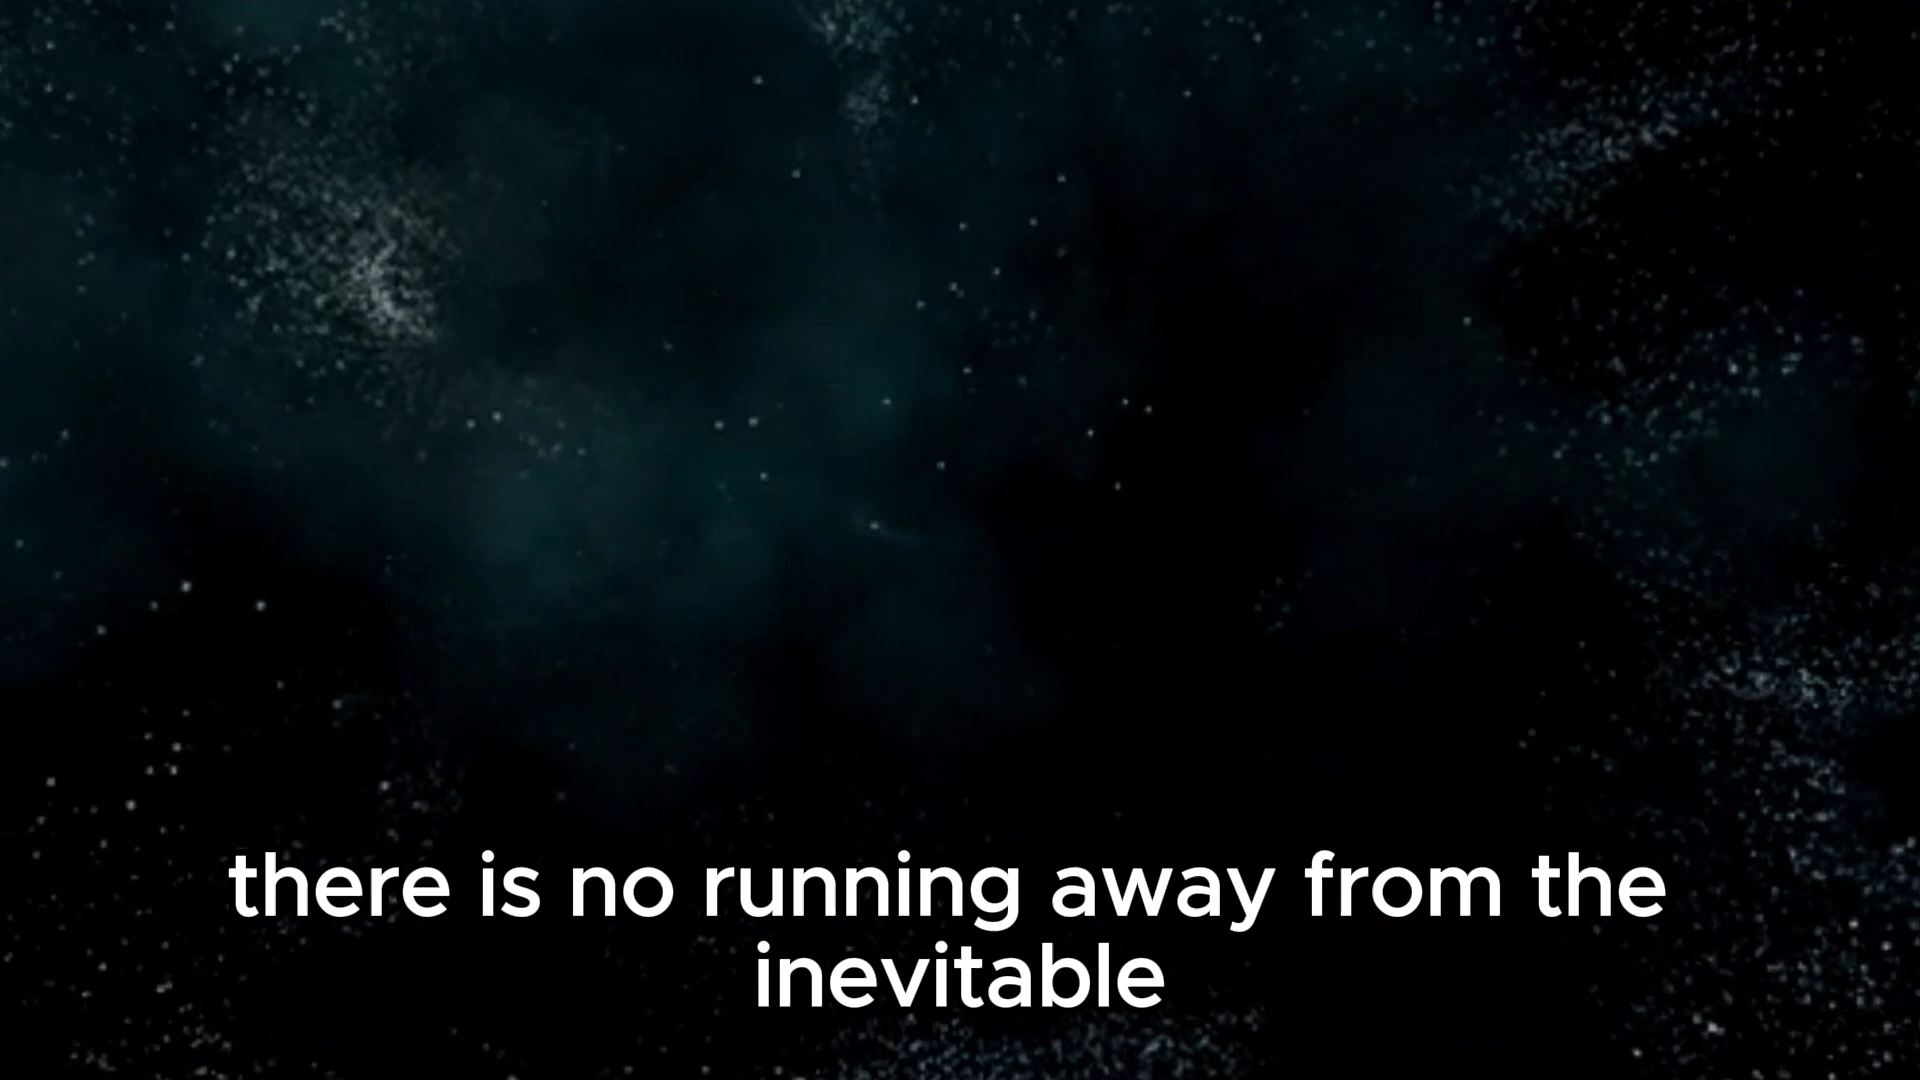 there is no running away from the
inevitable